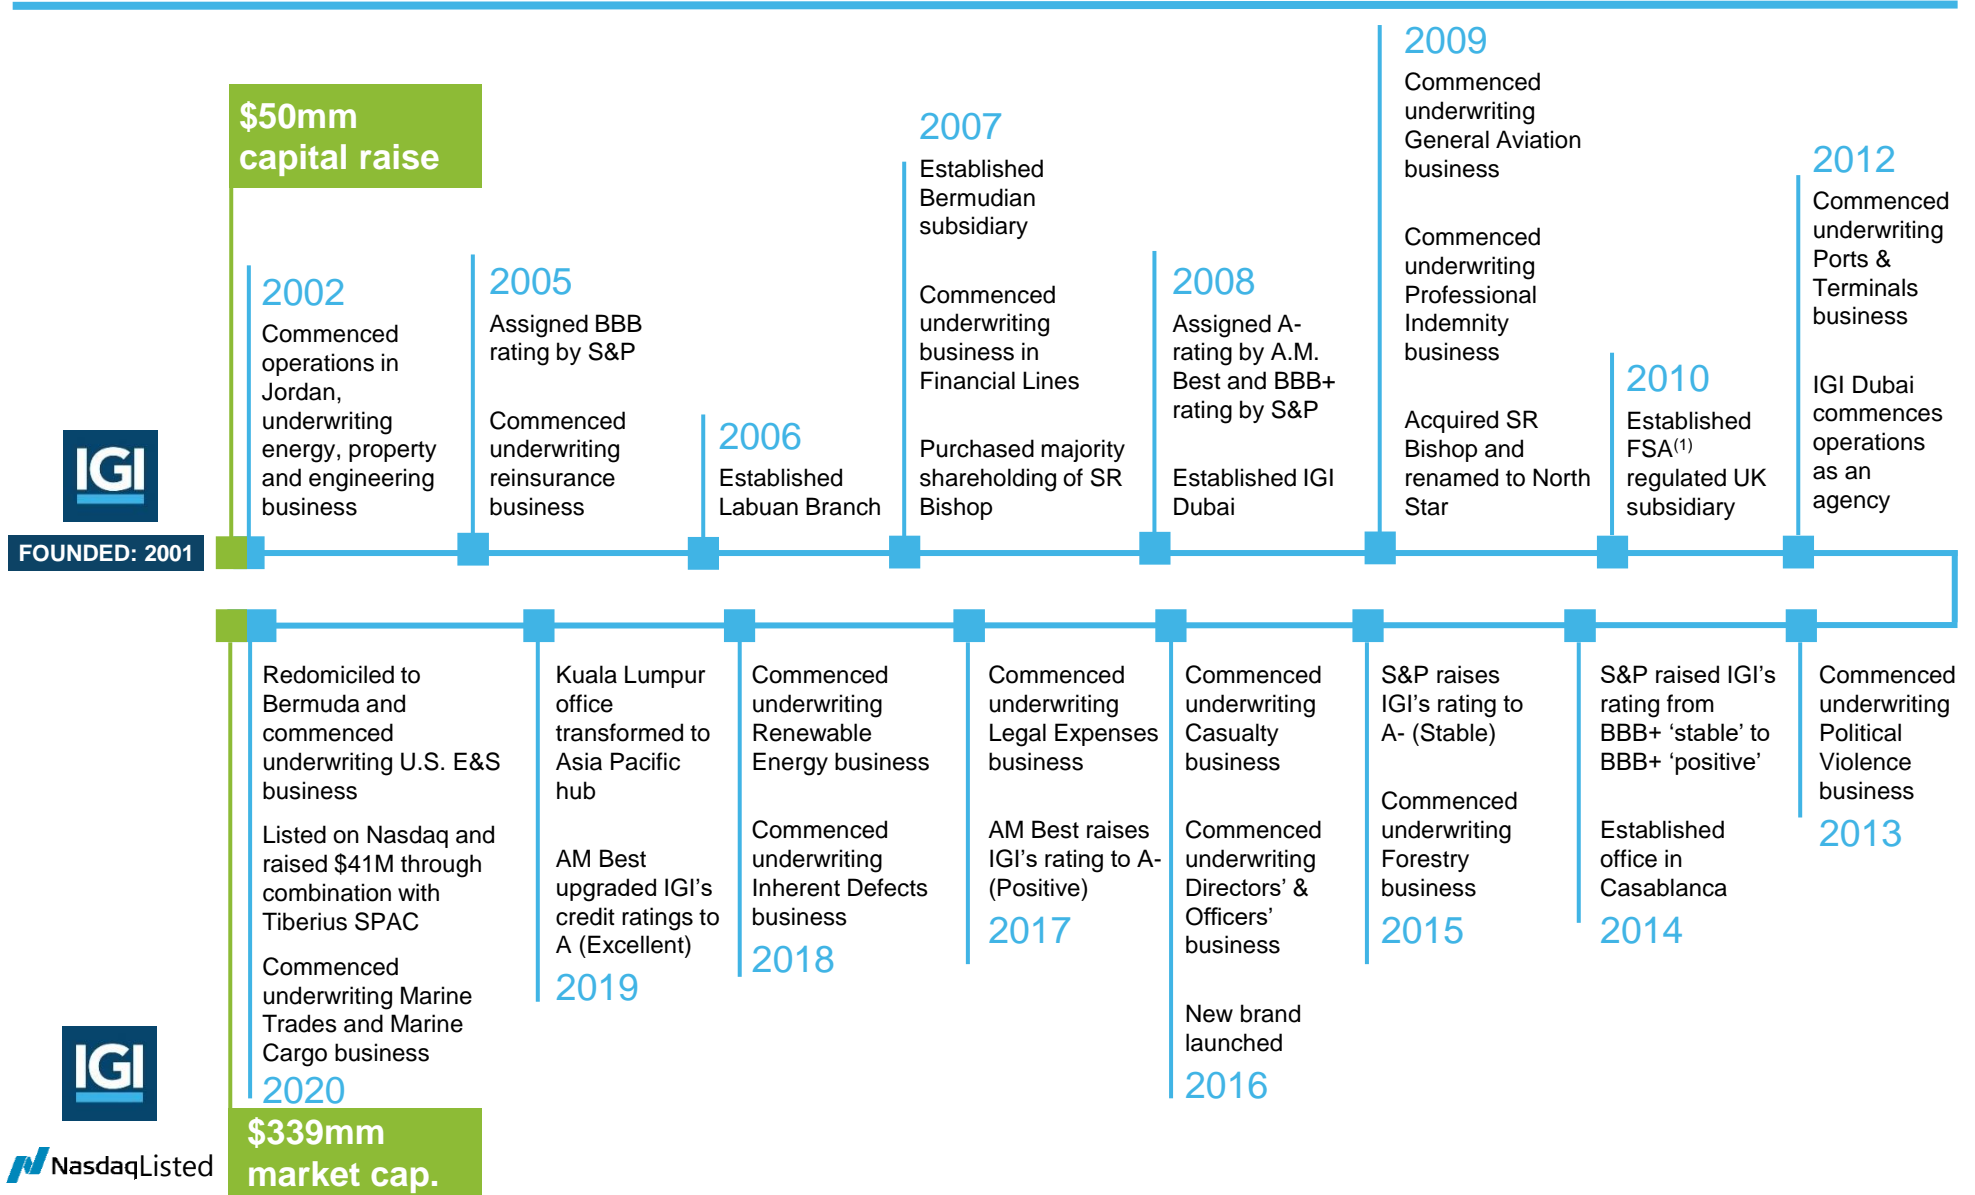 $50mm
capital raise
IGI
FOUNDED: 2001
2002
Commenced
operations in
Jordan,
underwriting
energy, property
and engineering
business
2005
Assigned BBB
rating by S&P
Commenced
underwriting
reinsurance
business
2006
Established
Labuan Branch
2007
Established
Bermudian
subsidiary
Commenced
underwriting
business in
Financial Lines
Purchased majority
shareholding of SR
Bishop
2008
Assigned A-
rating by A.M.
Best and BBB+
rating by S&P
Established IGI
Dubai
2009
Commenced
underwriting
General Aviation
business
Commenced
underwriting
Professional
Indemnity
business
Acquired SR
Bishop and
renamed to North
Star
2010
Established
FSA(1)
regulated UK
subsidiary
2012
Commenced
underwriting
Ports &
Terminals
business
IGI Dubai
commences
operations
as an
agency
Redomiciled to
Bermuda and
commenced
underwriting U.S. E&S
business
Listed on Nasdaq and
raised $41M through
combination with
Tiberius SPAC
Commenced
underwriting Marine
Trades and Marine
Cargo business
2020
Kuala Lumpur
office
transformed to
Asia Pacific
hub
AM Best
upgraded IGI’s
credit ratings to
A (Excellent)
2019
Commenced
underwriting
Renewable
Energy business
Commenced
underwriting
Inherent Defects
business
2018
Commenced
underwriting
Legal Expenses
business
AM Best raises
IGI’s rating to A-
(Positive)
2017
Commenced
underwriting
Casualty
business
Commenced
underwriting
Directors’ &
Officers’
business
New brand
launched
2016
S&P raises
IGI’s rating to
A- (Stable)
Commenced
underwriting
Forestry
business
2015
S&P raised IGI’s
rating from
BBB+ ‘stable’ to
BBB+ ‘positive’
Established
office in
Casablanca
2014
Commenced
underwriting
Political
Violence
business
2013
IGI
NasdaqListed
$339mm
market cap.